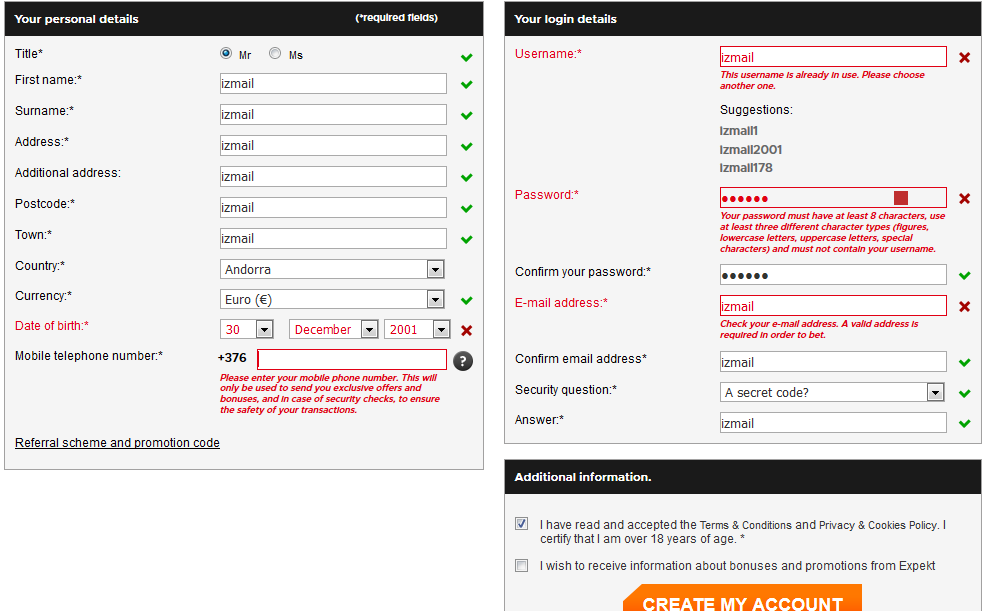 Your personal details (*required fields)
Title* Mr Ms
First name:* izmail
Surname:* izmail
Address:* izmail
Additional address: izmail
Postcode:* izmail
Town:* izmail
Country:* Andorra
Currency:* Euro (€)
Date of birth:* 30 December 2001
Mobile telephone number:* +376 ?
Please enter your mobile phone number. This will
only be used to send you exclusive offers and
bonuses, and in case of security checks, to ensure
the safety of your transactions.
Referral scheme and promotion code
Your login details
Username:* izmail
This username is already in use. Please choose
another one.
Suggestions:
izmail1
izmail2001
izmail178
Password:* ●●●●●●
Your password must have at least 8 characters, use
at least three different character types (figures,
lowercase letters, uppercase letters, special
characters) and must not contain your username.
Confirm your password:* ●●●●●●
E-mail address:* izmail
Check your e-mail address. A valid address is
required in order to bet.
Confirm email address* izmail
Security question:* A secret code?
Answer:* izmail
Additional information.
I have read and accepted the Terms & Conditions and Privacy & Cookies Policy. I
certify that I am over 18 years of age. *
I wish to receive information about bonuses and promotions from Expekt
CREATE MY ACCOUNT